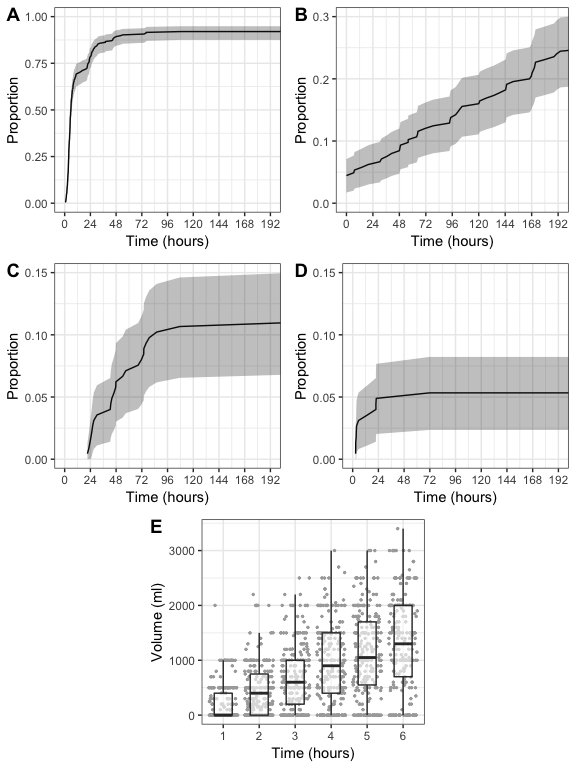 A
B
Proportion
1.00
0.75
0.50
0.25
0.00
0 24 48 72 96 120 144 168 192
Time (hours)
Proportion
0.3
0.2
0.1
0.0
0 24 48 72 96 120 144 168 192
Time (hours)
C
D
Proportion
0.15
0.10
0.05
0.00
0 24 48 72 96 120 144 168 192
Time (hours)
Proportion
0.15
0.10
0.05
0.00
0 24 48 72 96 120 144 168 192
Time (hours)
E
Volume (ml)
3000
2000
1000
0
1 2 3 4 5 6
Time (hours)